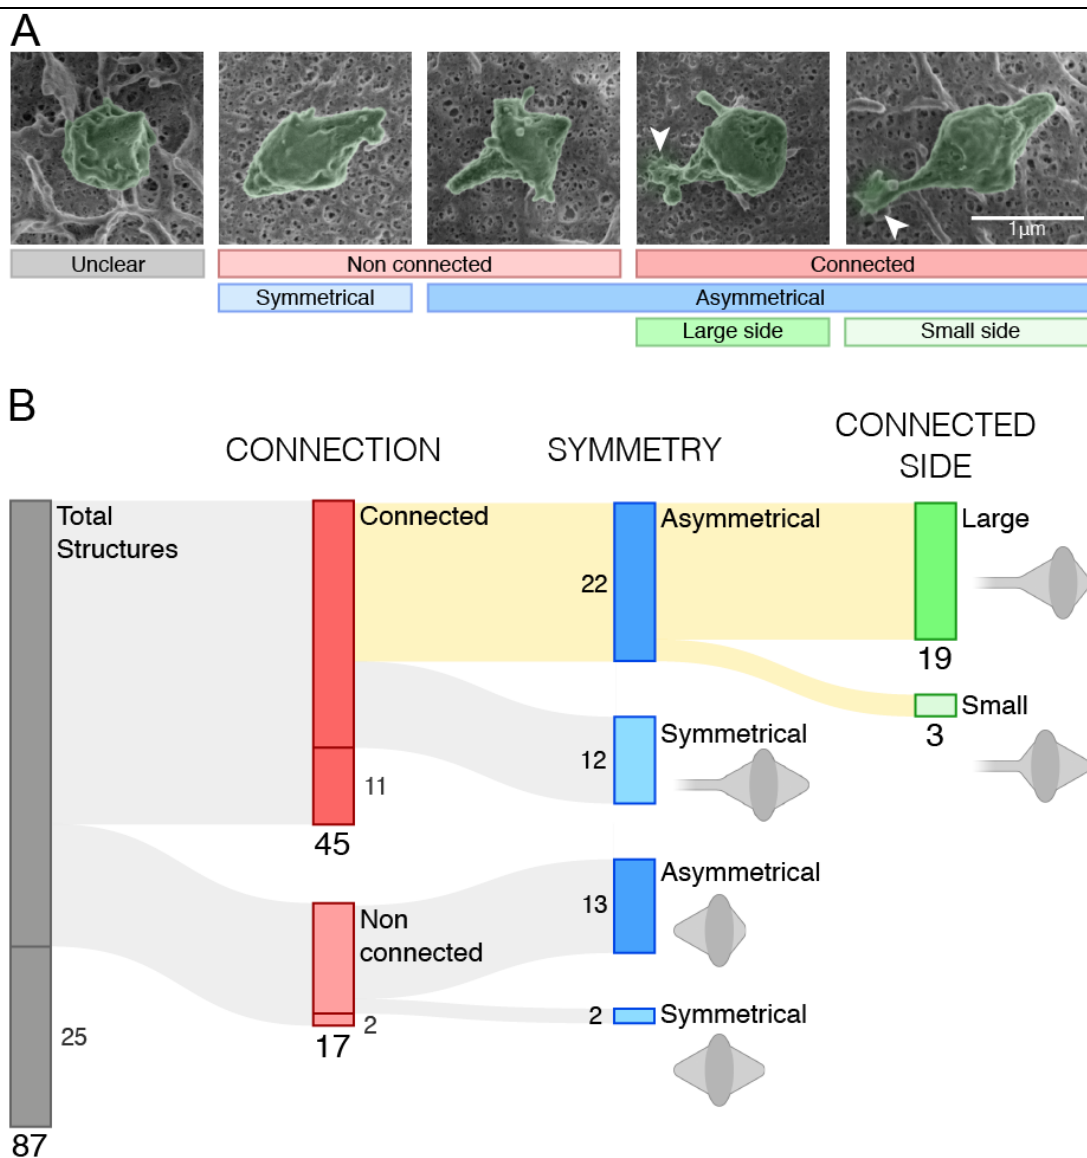 A
1µm
Unclear
Non connected
Connected
Symmetrical
Asymmetrical
Large side
Small side
B
CONNECTION
SYMMETRY
CONNECTED
SIDE
Total
Structures
Connected
Asymmetrical
Large
22
19
Small
3
Symmetrical
12
11
45
Asymmetrical
13
Non
connected
2
17
2
Symmetrical
25
87